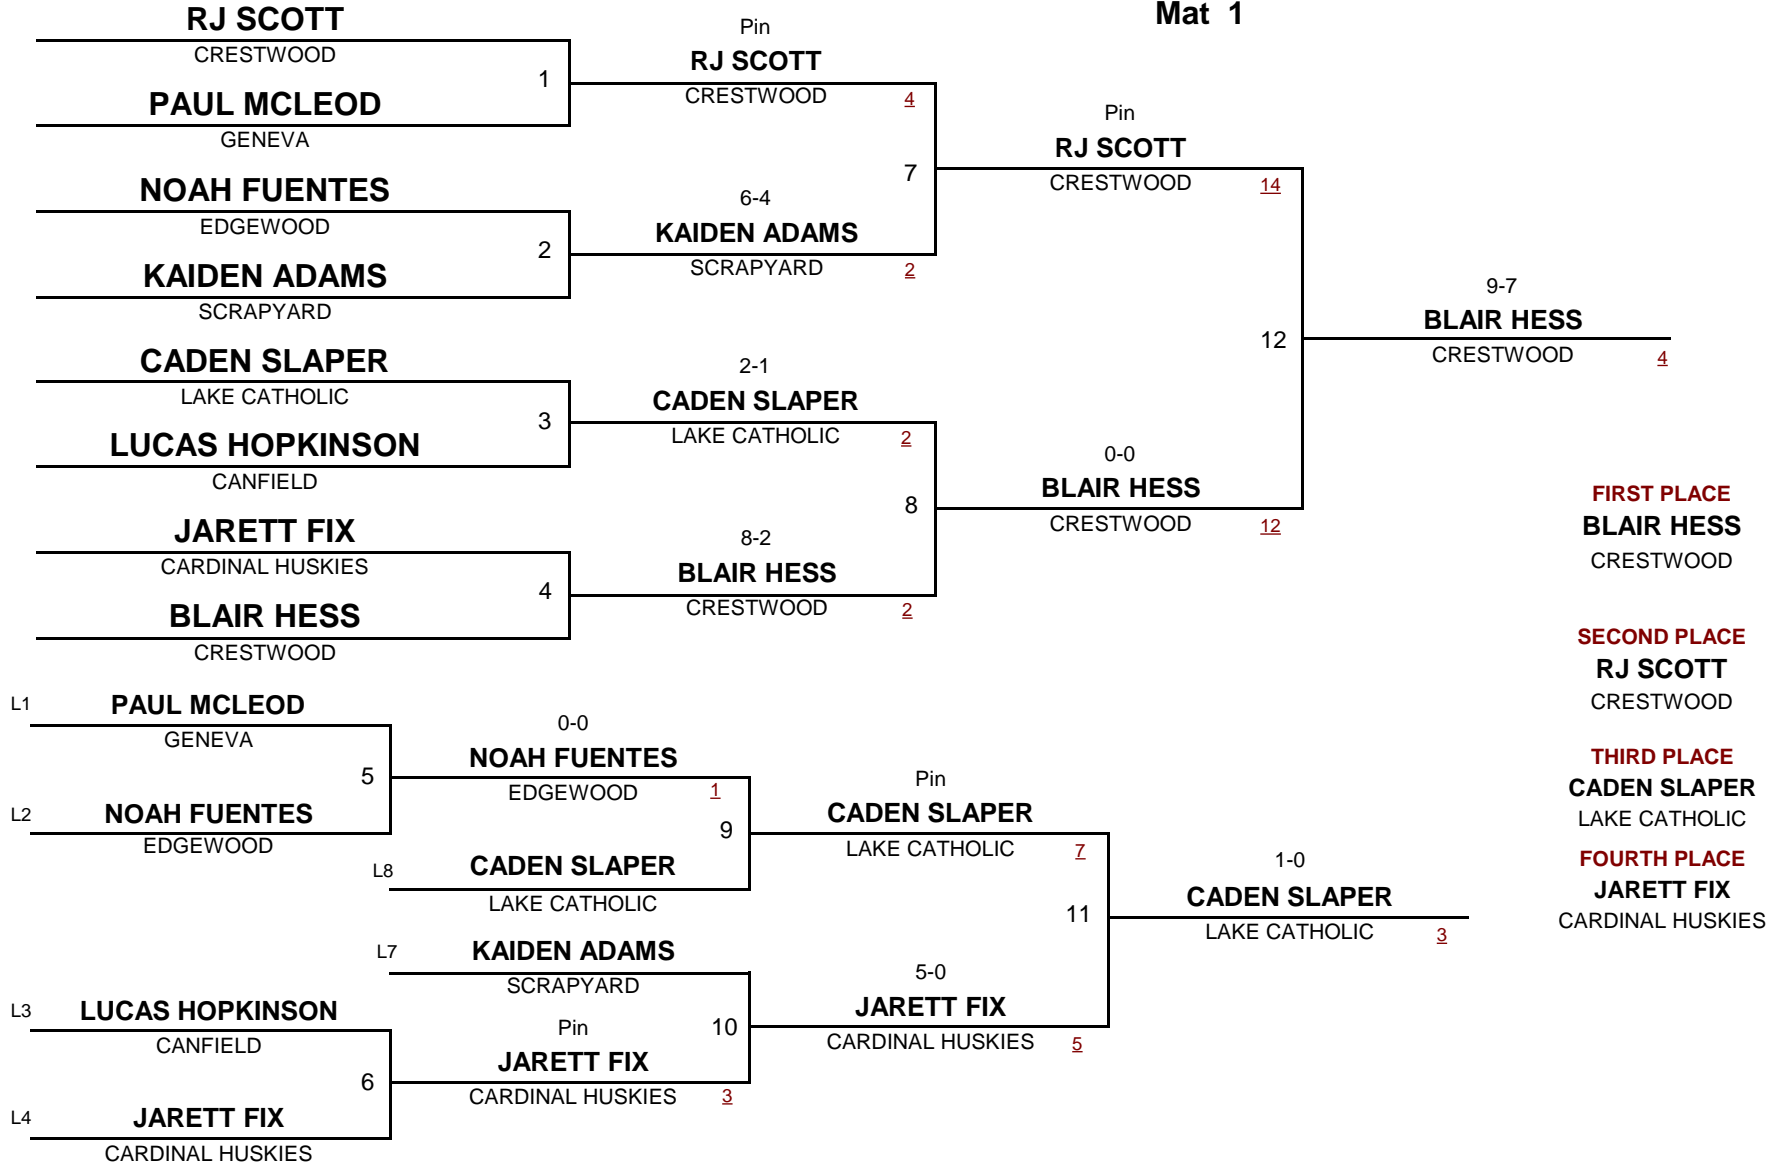 Mat 1
RJ SCOTT
CRESTWOOD
1
PAUL MCLEOD
GENEVA
NOAH FUENTES
EDGEWOOD
2
KAIDEN ADAMS
SCRAPYARD
CADEN SLAPER
LAKE CATHOLIC
3
LUCAS HOPKINSON
CANFIELD
JARETT FIX
CARDINAL HUSKIES
4
BLAIR HESS
CRESTWOOD
Pin
RJ SCOTT
CRESTWOOD 4
7
6-4
KAIDEN ADAMS
SCRAPYARD 2
2-1
CADEN SLAPER
LAKE CATHOLIC 2
8
8-2
BLAIR HESS
CRESTWOOD 2
Pin
RJ SCOTT
CRESTWOOD 14
12
0-0
BLAIR HESS
CRESTWOOD 12
9-7
BLAIR HESS
CRESTWOOD 4
L1 PAUL MCLEOD
GENEVA
5
L2 NOAH FUENTES
EDGEWOOD
L3 LUCAS HOPKINSON
CANFIELD
6
L4 JARETT FIX
CARDINAL HUSKIES
0-0
NOAH FUENTES
EDGEWOOD 1
9
L8 CADEN SLAPER
LAKE CATHOLIC
L7 KAIDEN ADAMS
SCRAPYARD
10
Pin
JARETT FIX
CARDINAL HUSKIES 3
Pin
CADEN SLAPER
LAKE CATHOLIC 7
11
5-0
JARETT FIX
CARDINAL HUSKIES 5
1-0
CADEN SLAPER
LAKE CATHOLIC 3
FIRST PLACE
BLAIR HESS
CRESTWOOD
SECOND PLACE
RJ SCOTT
CRESTWOOD
THIRD PLACE
CADEN SLAPER
LAKE CATHOLIC
FOURTH PLACE
JARETT FIX
CARDINAL HUSKIES